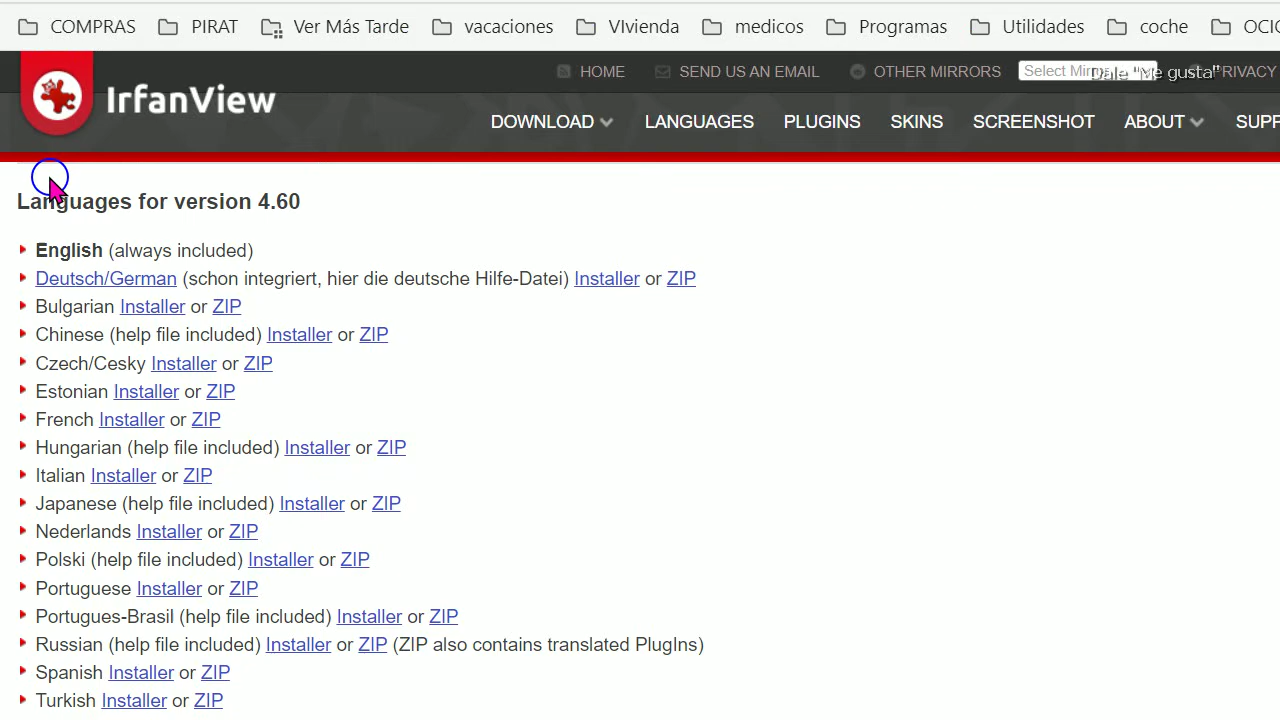 COMPRAS PIRAT Ver Más Tarde vacaciones VIvienda medicos Programas Utilidades coche
HOME SEND US AN EMAIL OTHER MIRRORS Select Dale "Me gusta" PRIVACY
IrfanView
DOWNLOAD LANGUAGES PLUGINS SKINS SCREENSHOT ABOUT
Languages for version 4.60
English (always included)
Deutsch/German (schon integriert, hier die deutsche Hilfe-Datei) Installer or ZIP
Bulgarian Installer or ZIP
Chinese (help file included) Installer or ZIP
Czech/Cesky Installer or ZIP
Estonian Installer or ZIP
French Installer or ZIP
Hungarian (help file included) Installer or ZIP
Italian Installer or ZIP
Japanese (help file included) Installer or ZIP
Nederlands Installer or ZIP
Polski (help file included) Installer or ZIP
Portuguese Installer or ZIP
Portugues-Brasil (help file included) Installer or ZIP
Russian (help file included) Installer or ZIP (ZIP also contains translated PlugIns)
Spanish Installer or ZIP
Turkish Installer or ZIP